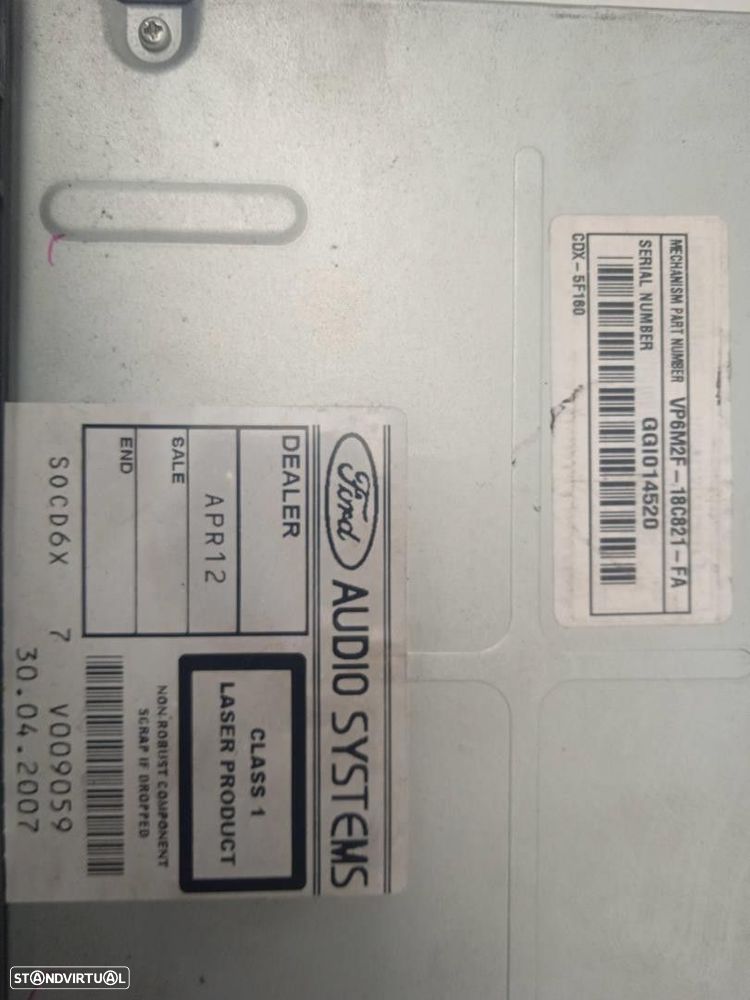 MECHANISM PART NUMBER VP6M2F-18C821-FA
SERIAL NUMBER GGI014520
CDX-5F160
Ford AUDIO SYSTEMS
DEALER
APR12
SALE
END
CLASS 1
LASER PRODUCT
NON-ROBUST COMPONENT
SCRAP IF DROPPED
SOCD6X 7 V009059
30.04.2007
STANDVIRTUAL